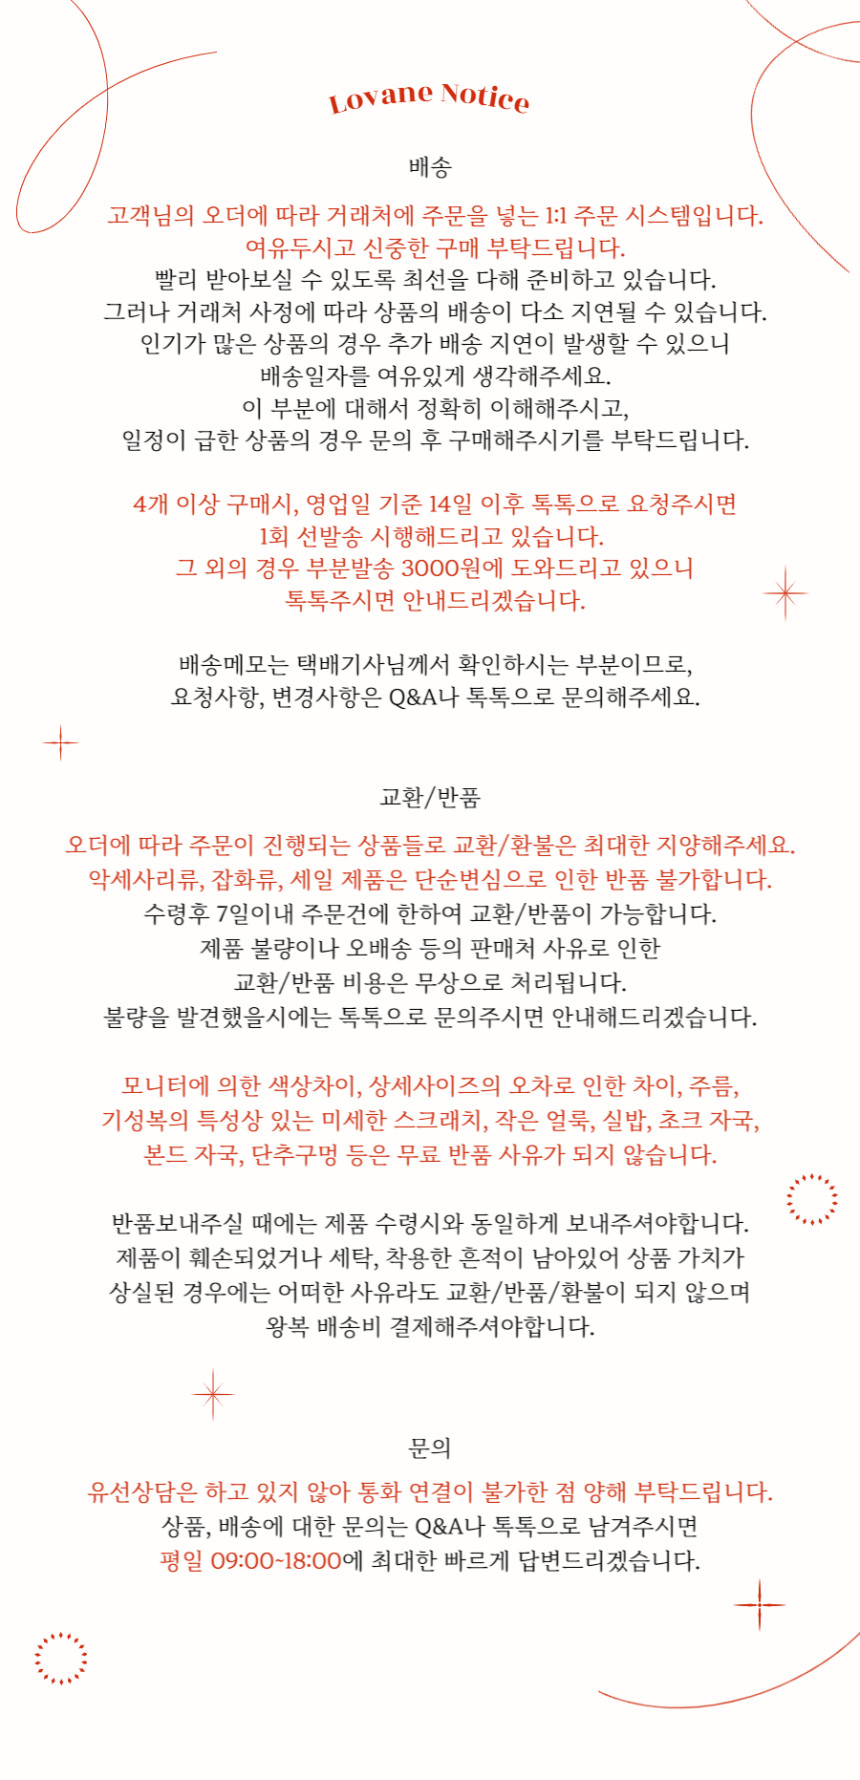 Lovane Notice
배송
고객님의 오더에 따라 거래처에 주문을 넣는 1:1 주문 시스템입니다.
여유두시고 신중한 구매 부탁드립니다.
빨리 받아보실 수 있도록 최선을 다해 준비하고 있습니다.
그러나 거래처 사정에 따라 상품의 배송이 다소 지연될 수 있습니다.
인기가 많은 상품의 경우 추가 배송 지연이 발생할 수 있으니
배송일자를 여유있게 생각해주세요.
이 부분에 대해서 정확히 이해해주시고,
일정이 급한 상품의 경우 문의 후 구매해주시기를 부탁드립니다.
4개 이상 구매시, 영업일 기준 14일 이후 톡톡으로 요청주시면
1회 선발송 시행해드리고 있습니다.
그 외의 경우 부분발송 3000원에 도와드리고 있으니
톡톡주시면 안내드리겠습니다.
배송메모는 택배기사님께서 확인하시는 부분이므로,
요청사항, 변경사항은 Q&A나 톡톡으로 문의해주세요.
교환/반품
오더에 따라 주문이 진행되는 상품들로 교환/환불은 최대한 지양해주세요.
악세사리류, 잡화류, 세일 제품은 단순변심으로 인한 반품 불가합니다.
수령후 7일이내 주문건에 한하여 교환/반품이 가능합니다.
제품 불량이나 오배송 등의 판매처 사유로 인한
교환/반품 비용은 무상으로 처리됩니다.
불량을 발견했을시에는 톡톡으로 문의주시면 안내해드리겠습니다.
모니터에 의한 색상차이, 상세사이즈의 오차로 인한 차이, 주름,
기성복의 특성상 있는 미세한 스크래치, 작은 얼룩, 실밥, 초크 자국,
본드 자국, 단추구멍 등은 무료 반품 사유가 되지 않습니다.
반품보내주실 때에는 제품 수령시와 동일하게 보내주셔야합니다.
제품이 훼손되었거나 세탁, 착용한 흔적이 남아있어 상품 가치가
상실된 경우에는 어떠한 사유라도 교환/반품/환불이 되지 않으며
왕복 배송비 결제해주셔야합니다.
문의
유선상담은 하고 있지 않아 통화 연결이 불가한 점 양해 부탁드립니다.
상품, 배송에 대한 문의는 Q&A나 톡톡으로 남겨주시면
평일 09:00~18:00에 최대한 빠르게 답변드리겠습니다.